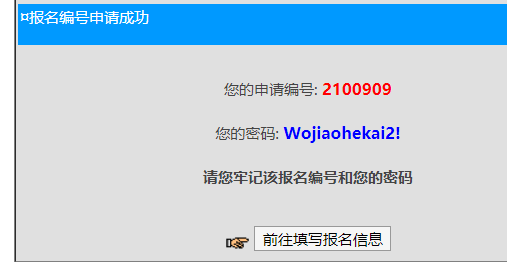 ¤报名编号申请成功
您的申请编号: 2100909
您的密码: Wojiaohekai2!
请您牢记该报名编号和您的密码
前往填写报名信息